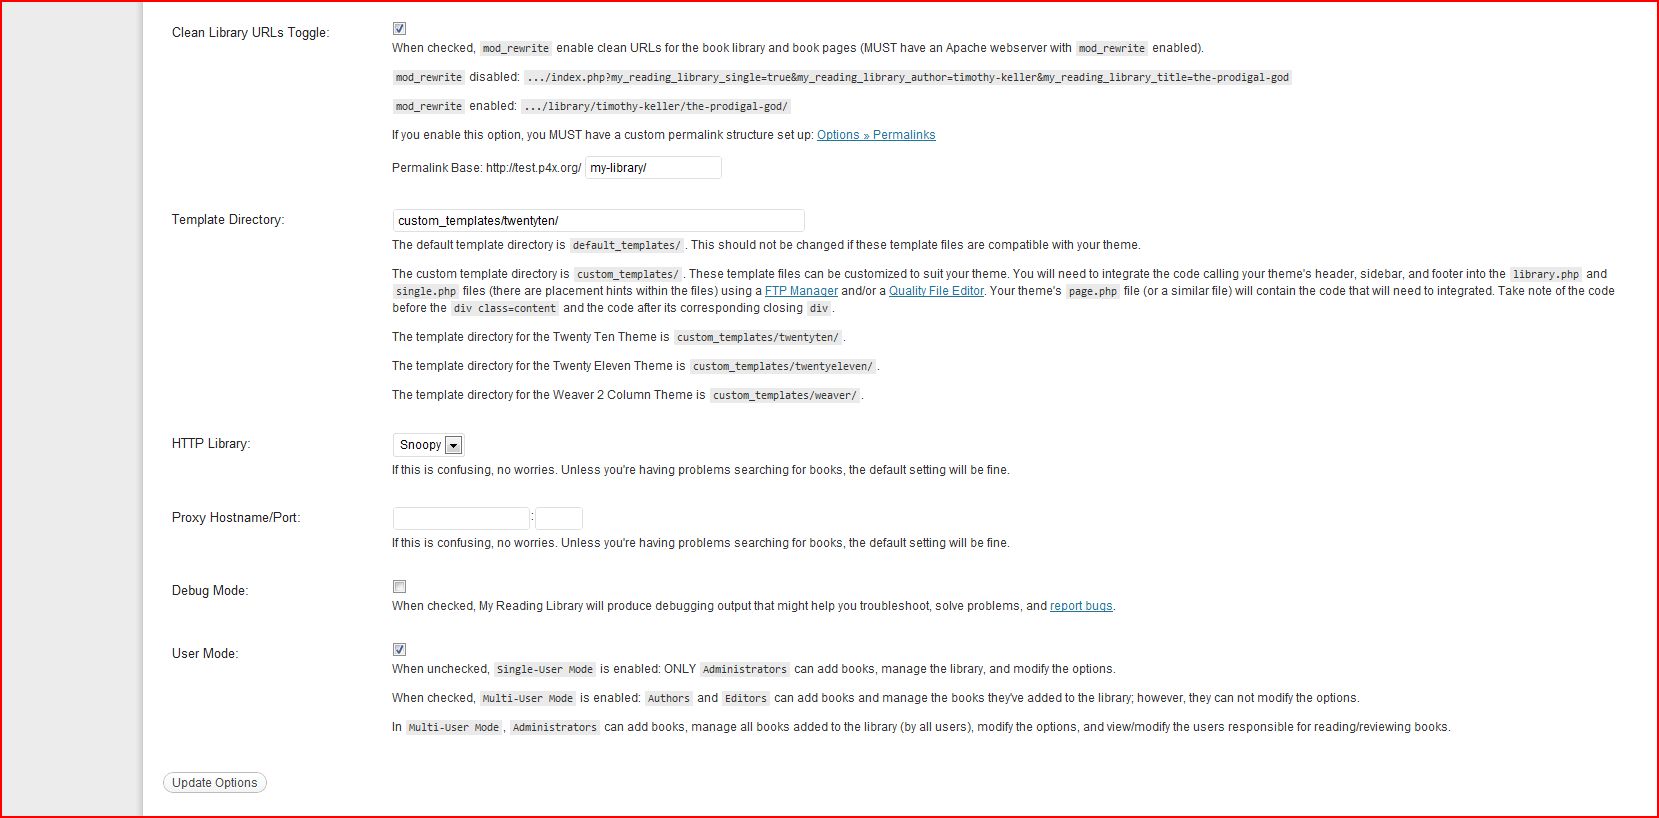 Clean Library URLs Toggle:
When checked, mod_rewrite enable clean URLs for the book library and book pages (MUST have an Apache webserver with mod_rewrite enabled).
mod_rewrite disabled: .../index.php?my_reading_library_single=true&my_reading_library_author=timothy-keller&my_reading_library_title=the-prodigal-god
mod_rewrite enabled: .../library/timothy-keller/the-prodigal-god/
If you enable this option, you MUST have a custom permalink structure set up: Options » Permalinks
Permalink Base: http://test.p4x.org/ my-library/
Template Directory:
custom_templates/twentyten/
The default template directory is default_templates/. This should not be changed if these template files are compatible with your theme.
The custom template directory is custom_templates/. These template files can be customized to suit your theme. You will need to integrate the code calling your theme's header, sidebar, and footer into the library.php and
single.php files (there are placement hints within the files) using a FTP Manager and/or a Quality File Editor. Your theme's page.php file (or a similar file) will contain the code that will need to integrated. Take note of the code
before the div class=content and the code after its corresponding closing div.
The template directory for the Twenty Ten Theme is custom_templates/twentyten/.
The template directory for the Twenty Eleven Theme is custom_templates/twentyeleven/.
The template directory for the Weaver 2 Column Theme is custom_templates/weaver/.
HTTP Library:
Snoopy
If this is confusing, no worries. Unless you're having problems searching for books, the default setting will be fine.
Proxy Hostname/Port:
:
If this is confusing, no worries. Unless you're having problems searching for books, the default setting will be fine.
Debug Mode:
When checked, My Reading Library will produce debugging output that might help you troubleshoot, solve problems, and report bugs.
User Mode:
When unchecked, Single-User Mode is enabled: ONLY Administrators can add books, manage the library, and modify the options.
When checked, Multi-User Mode is enabled: Authors and Editors can add books and manage the books they've added to the library; however, they can not modify the options.
In Multi-User Mode, Administrators can add books, manage all books added to the library (by all users), modify the options, and view/modify the users responsible for reading/reviewing books.
Update Options